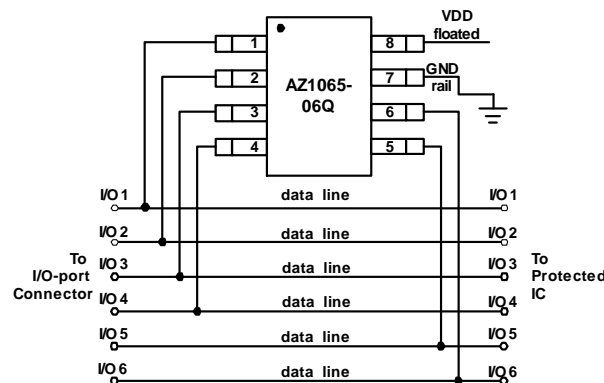 VDD
floated
1
8
GND
rail
2
7
AZ1065-
06Q
3
6
4
5
I/O 1
data line
I/O 1
I/O 2
data line
I/O 2
To
I/O-port
Connector
I/O 3
data line
I/O 3
To
Protected
IC
I/O 4
data line
I/O 4
I/O 5
data line
I/O 5
I/O 6
data line
I/O 6